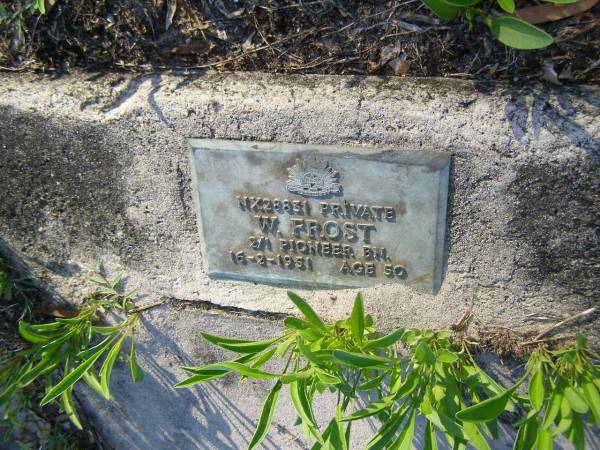 NX28831 PRIVATE
W. FROST
2/1 PIONEER BN.
16-2-1951 AGE 50